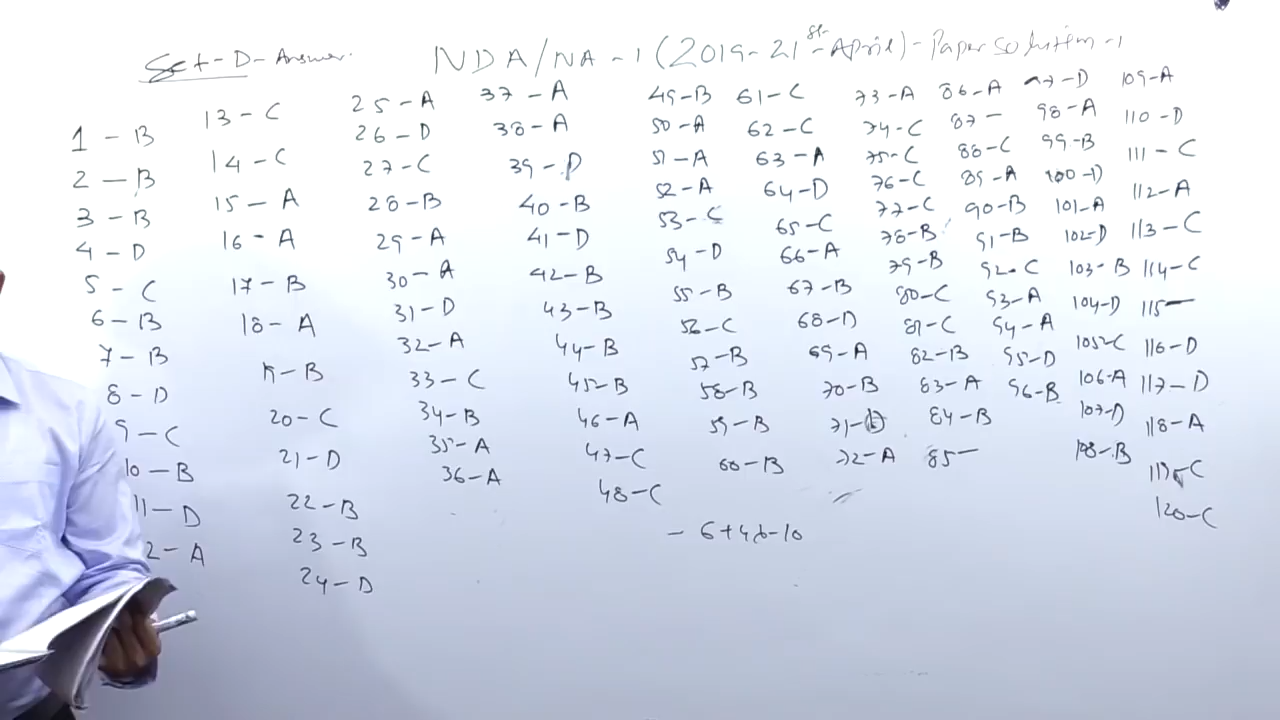 Set-D-Answer. NDA/NA-1 (2019-21st-April)-Paper solution-1
1-B
2-B
3-B
4-D
5-C
6-B
7-B
8-D
9-C
10-B
11-D
2-A
13-C
14-C
15-A
16-A
17-B
18-A
19-B
20-C
21-D
22-B
23-B
24-D
25-A
26-D
27-C
28-B
29-A
30-A
31-D
32-A
33-C
34-B
35-A
36-A
37-A
38-A
39-D
40-B
41-D
42-B
43-B
44-B
45-B
46-A
47-C
48-C
49-B
50-A
51-A
52-A
53-C
54-D
55-B
56-C
57-B
58-B
59-B
60-B
61-C
62-C
63-A
64-D
65-C
66-A
67-B
68-D
69-A
70-B
71-D
72-A
73-A
74-C
75-C
76-C
77-C
78-B
79-B
80-C
81-C
82-B
83-A
84-B
85-
86-A
87-
88-C
89-A
90-B
91-B
92-C
93-A
94-A
95-D
96-B
97-D
98-A
99-B
100-D
101-A
102-D
103-B
104-D
105-C
106-A
107-D
108-B
109-A
110-D
111-C
112-A
113-C
114-C
115-
116-D
117-D
118-A
119-C
120-C